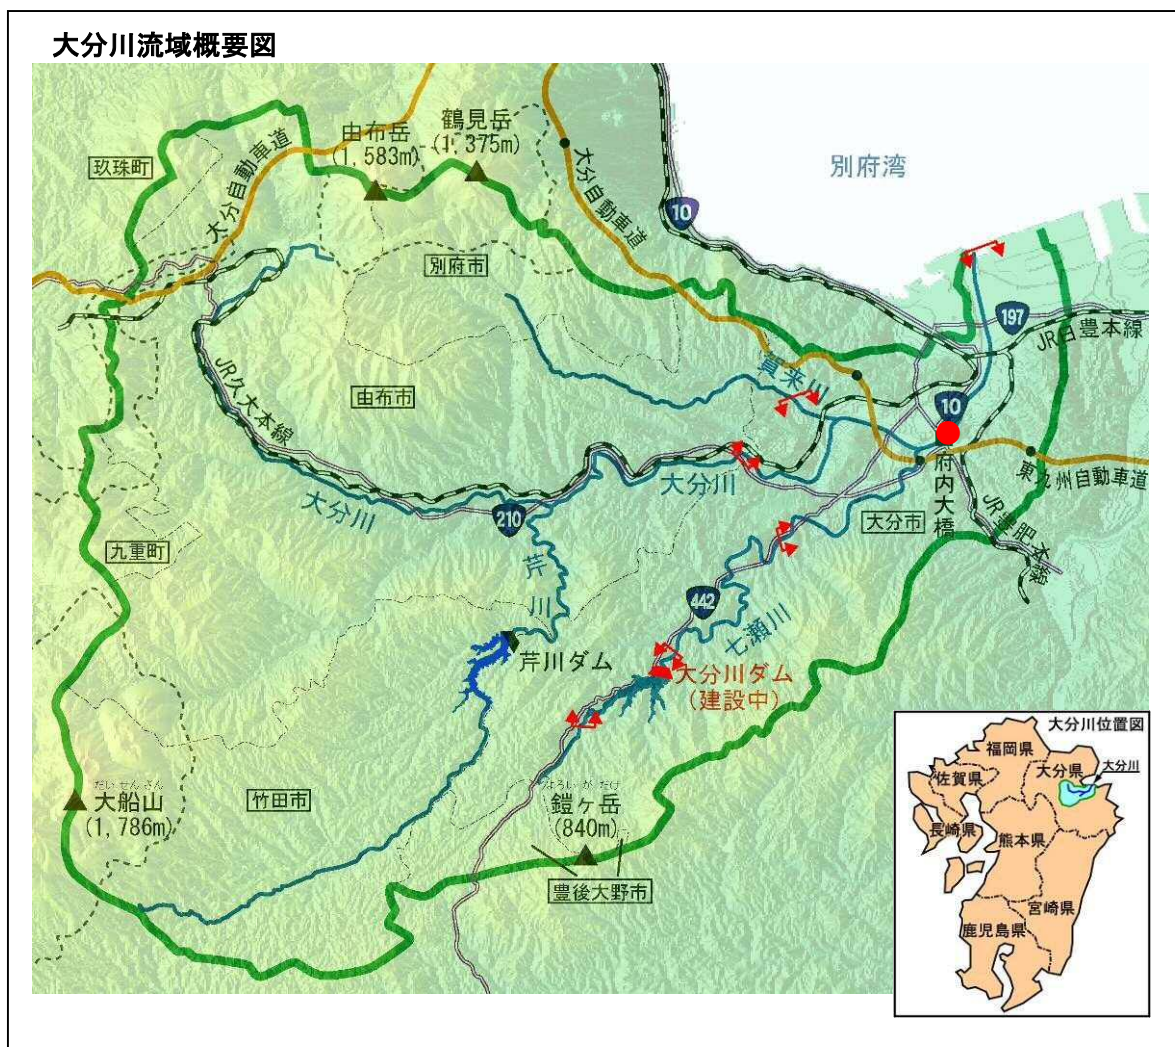 大分川流域概要図
鶴見岳
(1,375m)
由布岳
(1,583m)
玖珠町
大分自動車道
大分自動車道
別府湾
10
別府市
197
JR日豊本線
賀来川
由布市
JR久大本線
10
府内大橋
東九州自動車道
大分川
大分川
210
大分市
JR豊肥本線
九重町
芹川
442
七瀬川
芹川ダム
大分川ダム
(建設中)
だいせんざん
大船山
(1,786m)
竹田市
よろいがだけ
鎧ヶ岳
(840m)
豊後大野市
大分川位置図
福岡県
大分県
大分川
佐賀県
長崎県
熊本県
宮崎県
鹿児島県